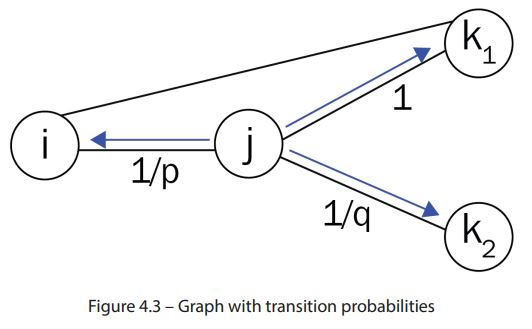 k₁
1
i
j
1/p
1/q
k₂
Figure 4.3 – Graph with transition probabilities